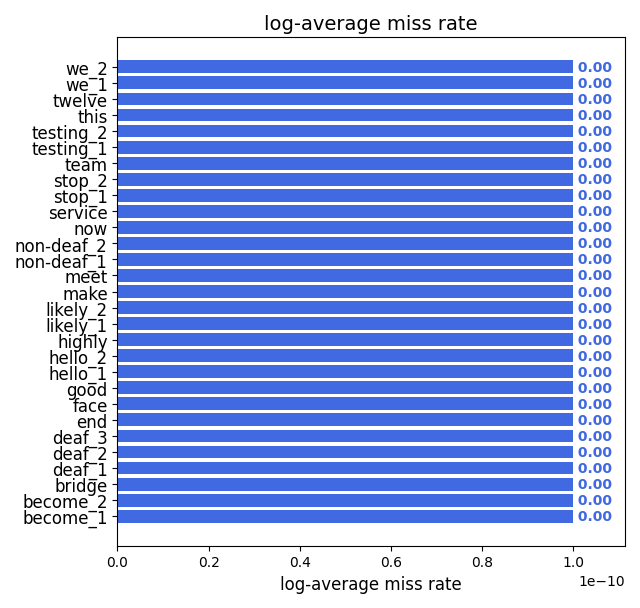 log-average miss rate
we_2 0.00
we_1 0.00
twelve 0.00
this 0.00
testing_2 0.00
testing_1 0.00
team 0.00
stop_2 0.00
stop_1 0.00
service 0.00
now 0.00
non-deaf_2 0.00
non-deaf_1 0.00
meet 0.00
make 0.00
likely_2 0.00
likely_1 0.00
highly 0.00
hello_2 0.00
hello_1 0.00
good 0.00
face 0.00
end 0.00
deaf_3 0.00
deaf_2 0.00
deaf_1 0.00
bridge 0.00
become_2 0.00
become_1 0.00
0.0 0.2 0.4 0.6 0.8 1.0
1e−10
log-average miss rate